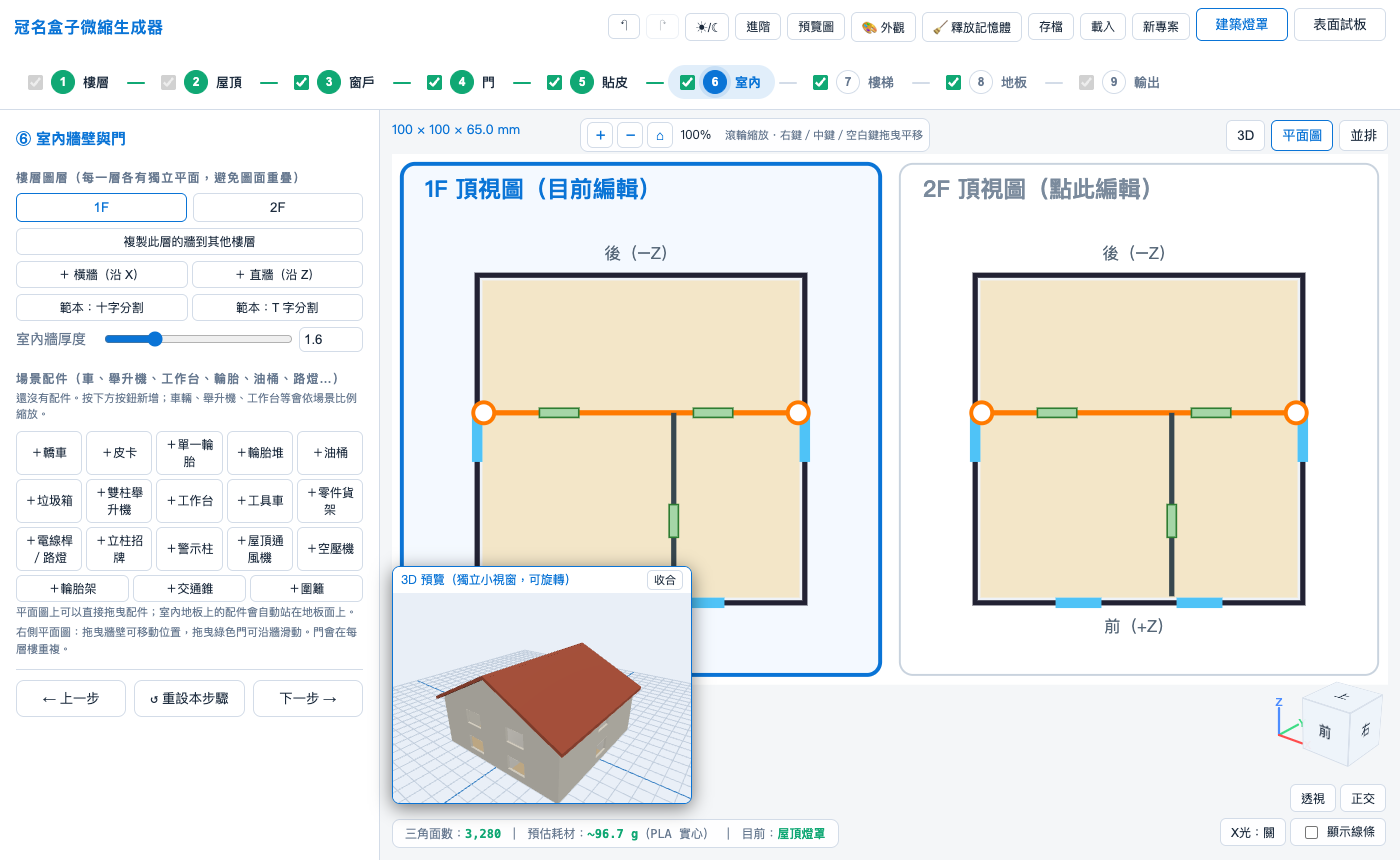 冠名盒子微縮生成器
☀/☾ 進階 預覽圖 🎨 外觀 🧹 釋放記憶體 存檔 載入 新專案 建築燈罩 表面試板
1 樓層 2 屋頂 3 窗戶 4 門 5 貼皮 6 室內 7 樓梯 8 地板 9 輸出
⑥ 室內牆壁與門
樓層圖層（每一層各有獨立平面，避免圖面重疊）
1F 2F
複製此層的牆到其他樓層
＋ 橫牆（沿 X） ＋ 直牆（沿 Z）
範本：十字分割 範本：T 字分割
室內牆厚度 1.6
場景配件（車、舉升機、工作台、輪胎、油桶、路燈…）
還沒有配件。按下方按鈕新增；車輛、舉升機、工作台等會依場景比例
縮放。
＋轎車 ＋皮卡 ＋單一輪
胎 ＋輪胎堆 ＋油桶
＋垃圾箱 ＋雙柱舉
升機 ＋工作台 ＋工具車 ＋零件貨
架
＋電線桿
/ 路燈 ＋立柱招
牌 ＋警示柱 ＋屋頂通
風機 ＋空壓機
＋輪胎架 ＋交通錐 ＋圍籬
平面圖上可以直接拖曳配件；室內地板上的配件會自動站在地板面上。
右側平面圖：拖曳牆壁可移動位置，拖曳綠色門可沿牆滑動。門會在每
層樓重複。
← 上一步 ↺ 重設本步驟 下一步 →
100 × 100 × 65.0 mm
+ − ⌂ 100% 滾輪縮放・右鍵 / 中鍵 / 空白鍵拖曳平移
3D 平面圖 並排
1F 頂視圖（目前編輯）
後（—Z）
2F 頂視圖（點此編輯）
後（—Z）
前（+Z）
3D 預覽（獨立小視窗，可旋轉） 收合
Z
上
前
右
透視 正交
X光：關 顯示線條
三角面數：3,280 | 預估耗材：~96.7 g (PLA 實心) | 目前：屋頂燈罩